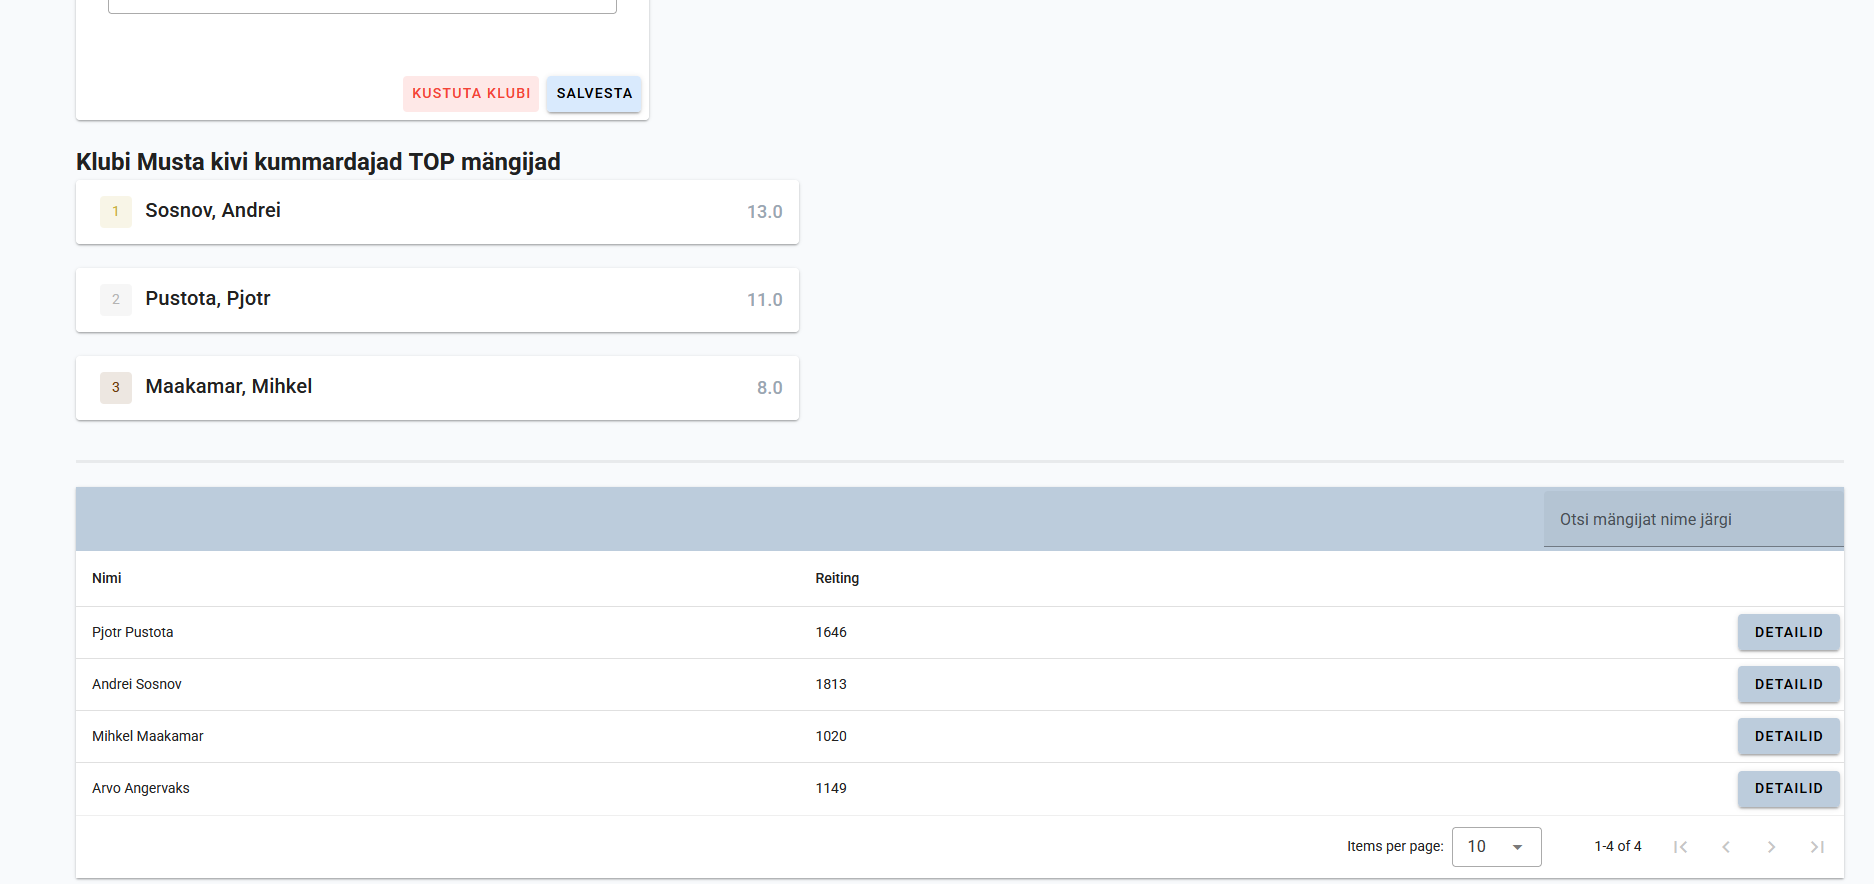 KUSTUTA KLUBI SALVESTA
Klubi Musta kivi kummardajad TOP mängijad
1 Sosnov, Andrei 13.0
2 Pustota, Pjotr 11.0
3 Maakamar, Mihkel 8.0
Otsi mängijat nime järgi
Nimi Reiting
Pjotr Pustota 1646 DETAILID
Andrei Sosnov 1813 DETAILID
Mihkel Maakamar 1020 DETAILID
Arvo Angervaks 1149 DETAILID
Items per page: 10 1-4 of 4